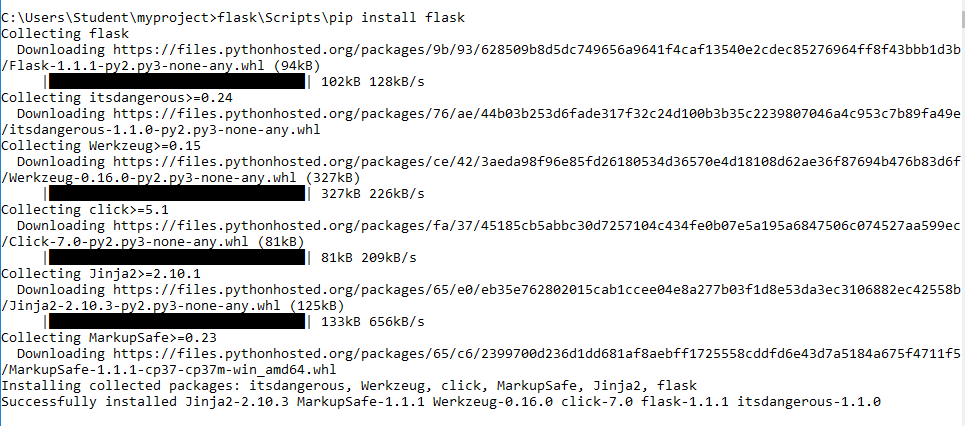 C:\Users\Student\myproject>flask\Scripts\pip install flask
Collecting flask
Downloading https://files.pythonhosted.org/packages/9b/93/628509b8d5dc749656a9641f4caf13540e2cdec85276964ff8f43bbb1d3b
/Flask-1.1.1-py2.py3-none-any.whl (94kB)
|████████████████████████████████| 102kB 128kB/s
Collecting itsdangerous>=0.24
Downloading https://files.pythonhosted.org/packages/76/ae/44b03b253d6fade317f32c24d100b3b35c2239807046a4c953c7b89fa49e
/itsdangerous-1.1.0-py2.py3-none-any.whl
Collecting Werkzeug>=0.15
Downloading https://files.pythonhosted.org/packages/ce/42/3aeda98f96e85fd26180534d36570e4d18108d62ae36f87694b476b83d6f
/Werkzeug-0.16.0-py2.py3-none-any.whl (327kB)
|████████████████████████████████| 327kB 226kB/s
Collecting click>=5.1
Downloading https://files.pythonhosted.org/packages/fa/37/45185cb5abbc30d7257104c434fe0b07e5a195a6847506c074527aa599ec
/Click-7.0-py2.py3-none-any.whl (81kB)
|████████████████████████████████| 81kB 209kB/s
Collecting Jinja2>=2.10.1
Downloading https://files.pythonhosted.org/packages/65/e0/eb35e762802015cab1ccee04e8a277b03f1d8e53da3ec3106882ec42558b
/Jinja2-2.10.3-py2.py3-none-any.whl (125kB)
|████████████████████████████████| 133kB 656kB/s
Collecting MarkupSafe>=0.23
Downloading https://files.pythonhosted.org/packages/65/c6/2399700d236d1dd681af8aebff1725558cddfd6e43d7a5184a675f4711f5
/MarkupSafe-1.1.1-cp37-cp37m-win_amd64.whl
Installing collected packages: itsdangerous, Werkzeug, click, MarkupSafe, Jinja2, flask
Successfully installed Jinja2-2.10.3 MarkupSafe-1.1.1 Werkzeug-0.16.0 click-7.0 flask-1.1.1 itsdangerous-1.1.0